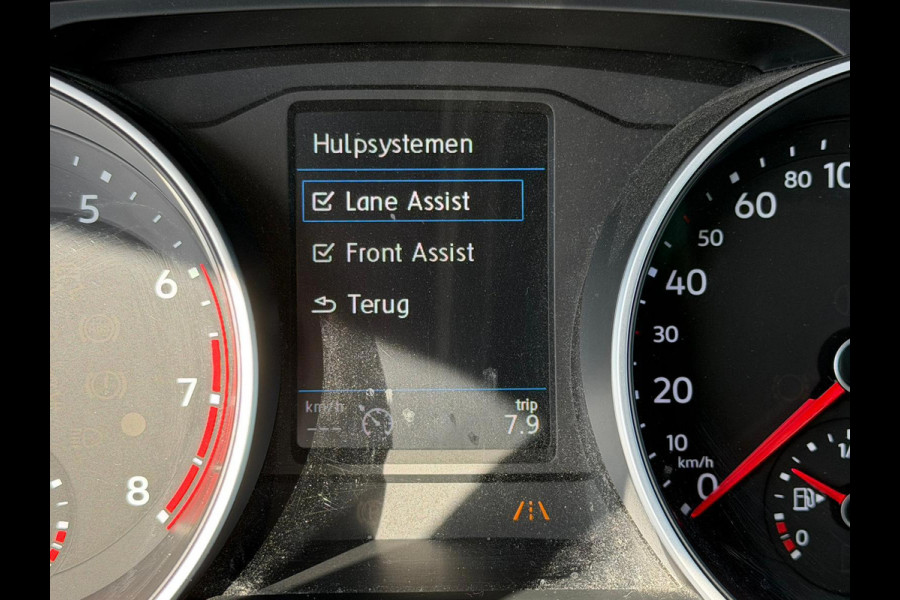 Hulpsystemen
Lane Assist
Front Assist
Terug
km/h
---
trip
7.9
5
6
7
8
0
10
20
30
40
50
60
80
km/h
0